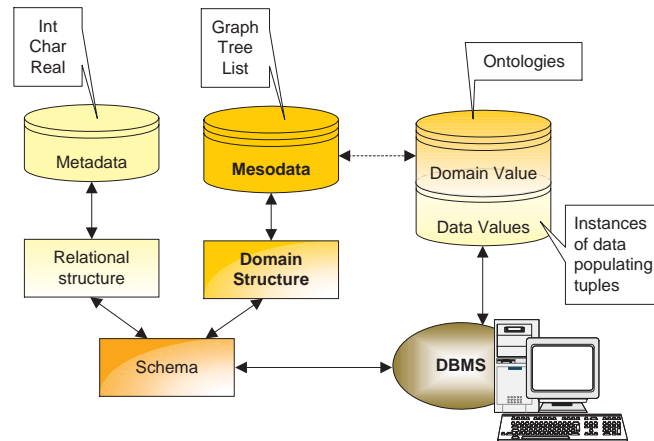 Int
Char
Real
Graph
Tree
List
Ontologies
Metadata
Mesodata
Domain Value
Data Values
Instances
of data
populating
tuples
Relational
structure
Domain
Structure
Schema
DBMS